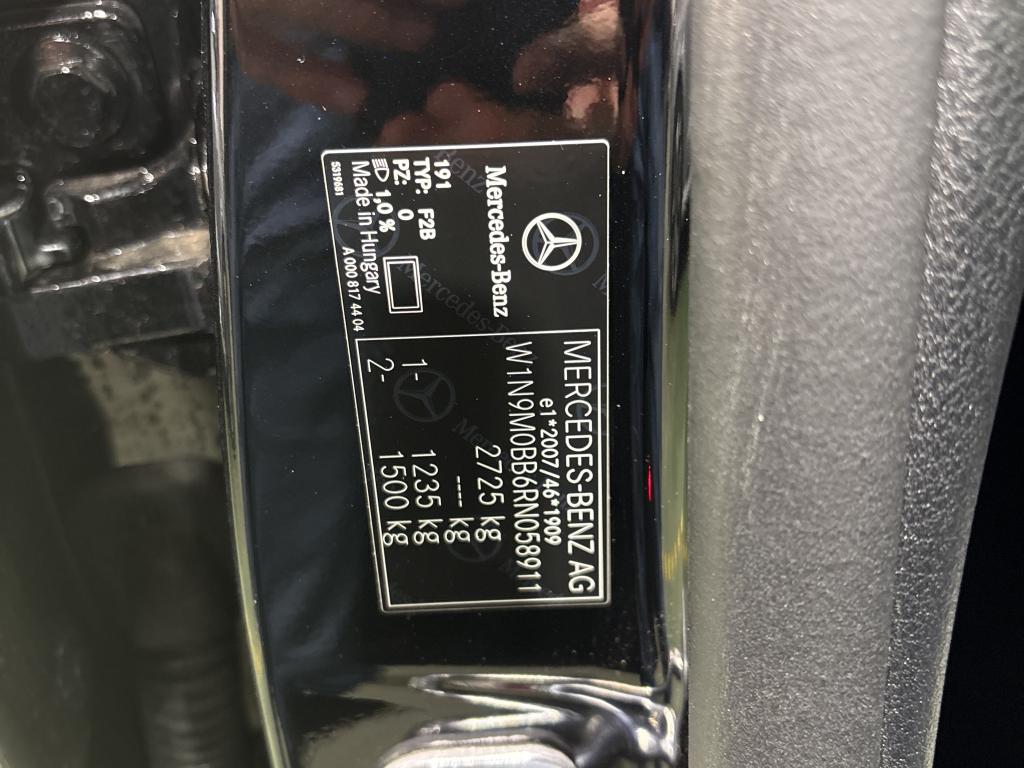 Mercedes-Benz
191
TYP: F2B
PZ: 0
1,0 %
Made in Hungary
SS19681
A 000 817 44 04
MERCEDES-BENZ AG
e1*2007/46*1909
W1N9M0BB6RN058911
2725 kg
---- kg
1- 1235 kg
2- 1500 kg